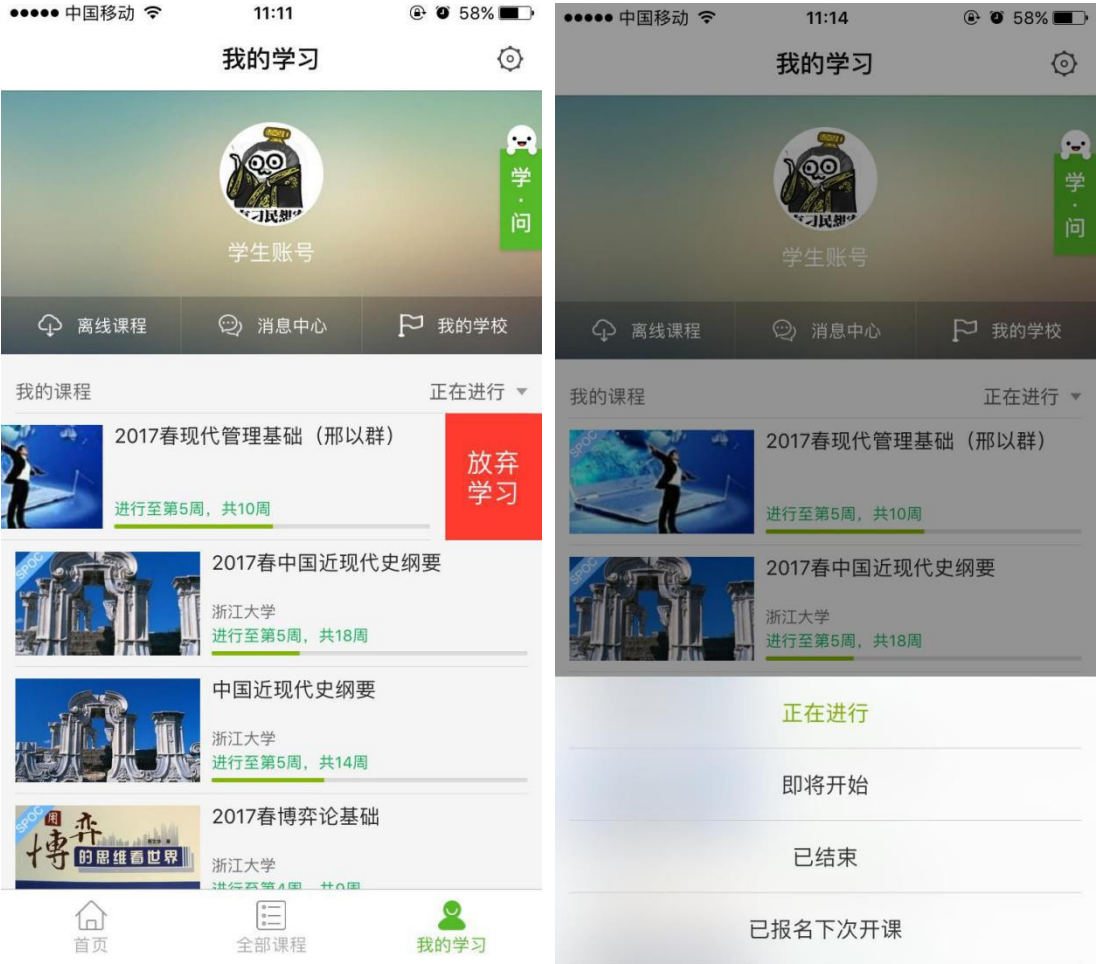 中国移动 11:11 58%
我的学习
学·问
学生账号
离线课程 消息中心 我的学校
我的课程 正在进行
2017春现代管理基础（邢以群）
进行至第5周，共10周
放弃
学习
SPOC
2017春中国近现代史纲要
浙江大学
进行至第5周，共18周
中国近现代史纲要
浙江大学
进行至第5周，共14周
SPOC
用
博弈
的思维看世界
2017春博弈论基础
浙江大学
进行至第4周，共9周
首页 全部课程 我的学习
中国移动 11:14 58%
我的学习
学·问
学生账号
离线课程 消息中心 我的学校
我的课程 正在进行
SPOC
2017春现代管理基础（邢以群）
进行至第5周，共10周
SPOC
2017春中国近现代史纲要
浙江大学
进行至第5周，共18周
正在进行
即将开始
已结束
已报名下次开课